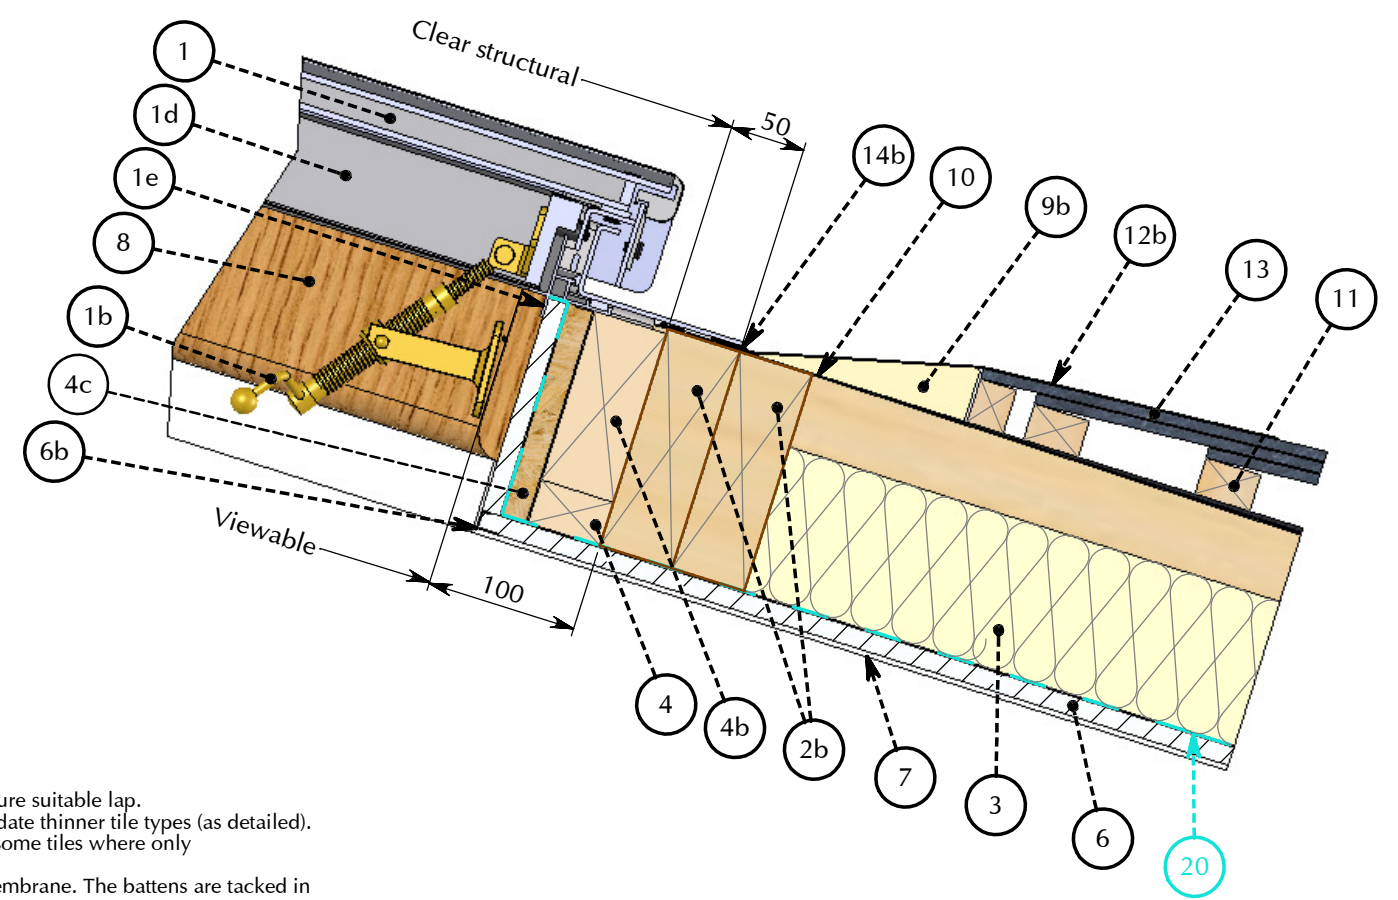 Clear structural
50
1
1d
1e
8
1b
4c
6b
14b
10
9b
12b
13
11
Viewable
100
4
4b
2b
7
3
6
20
ure suitable lap.
date thinner tile types (as detailed).
some tiles where only
embrane. The battens are tacked in